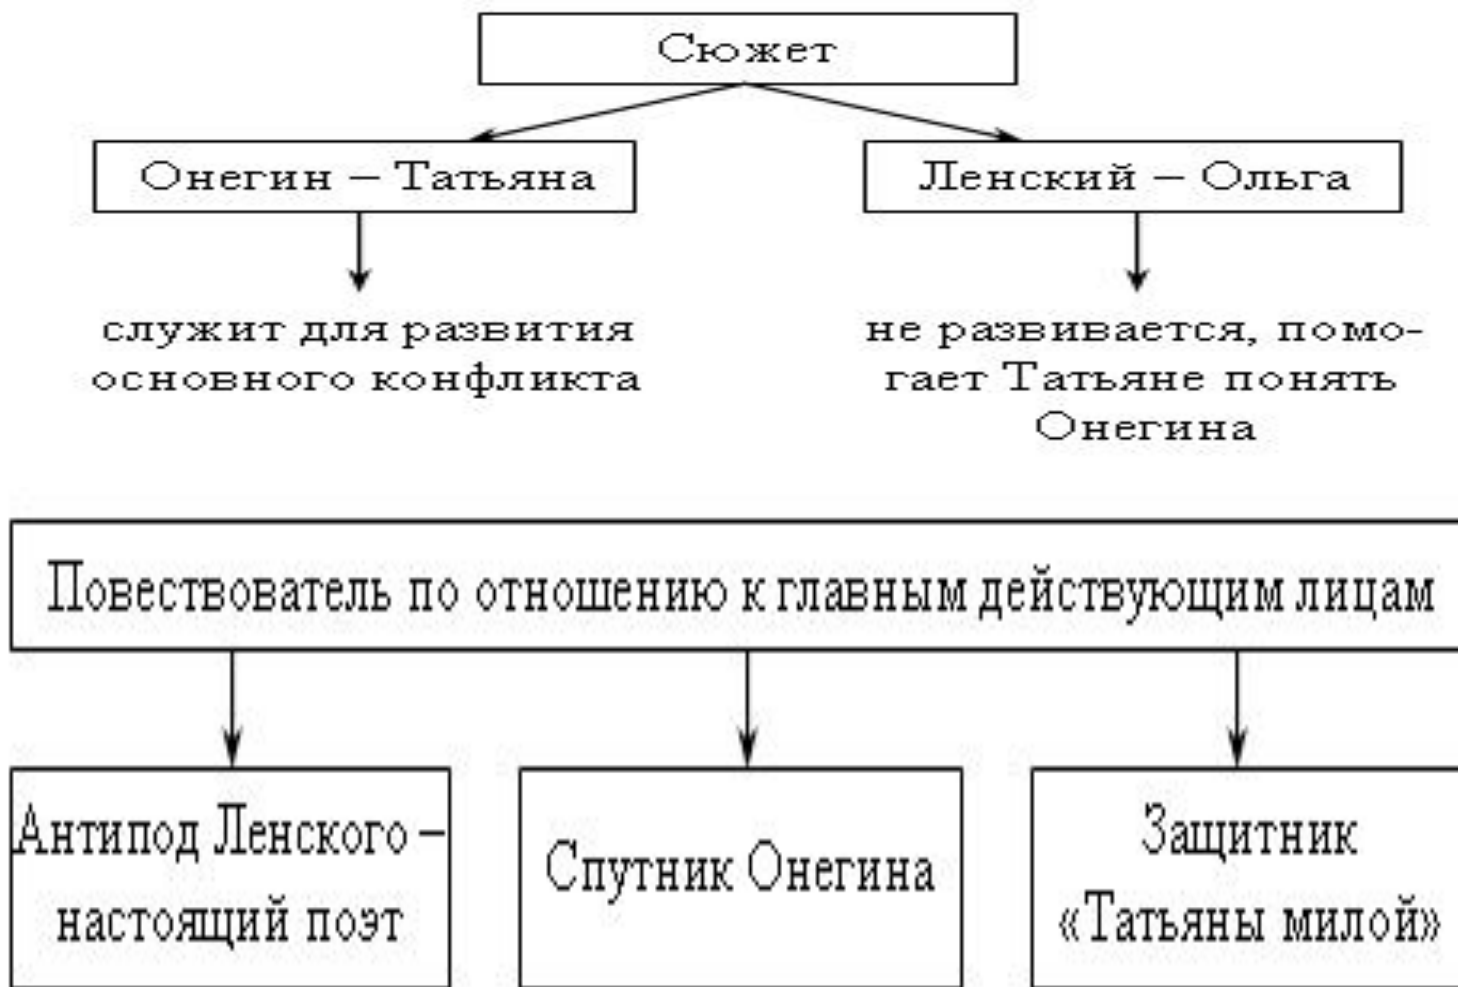 Сюжет
Онегин – Татьяна
Ленский – Ольга
служит для развития
основного конфликта
не развивается, помо-
гает Татьяне понять
Онегина
Повествователь по отношению к главным действующим лицам
Антипод Ленского –
настоящий поэт
Спутник Онегина
Защитник
«Татьяны милой»